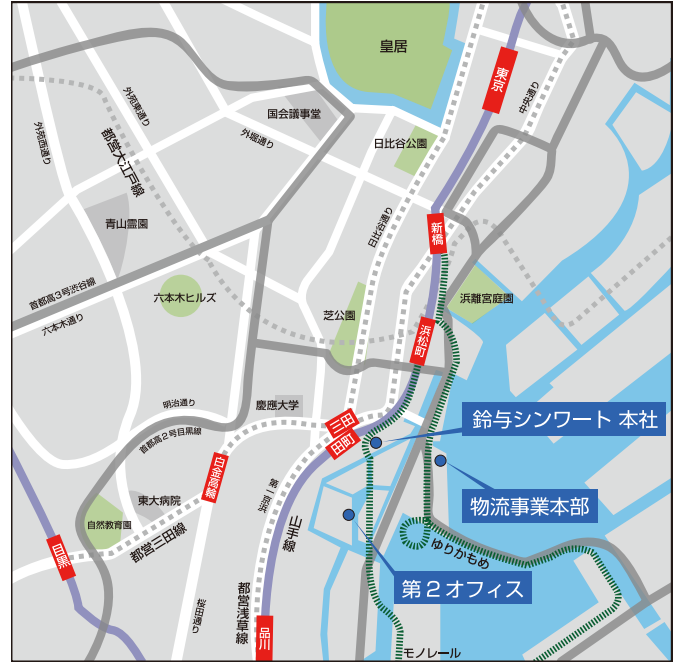 皇居
東京
中央通り
国会議事堂
外苑東通り
外堀通り
日比谷公園
外苑西通り
都営大江戸線
青山霊園
日比谷通り
新橋
首都高3号渋谷線
六本木ヒルズ
浜離宮庭園
六本木通り
芝公園
浜松町
明治通り
慶應大学
三田
田町
鈴与シンワート 本社
首都高2号目黒線
白金高輪
第一京浜
物流事業本部
東大病院
自然教育園
都営三田線
山手線
目黒
ゆりかもめ
第2オフィス
桜田通り
都営浅草線
品川
モノレール